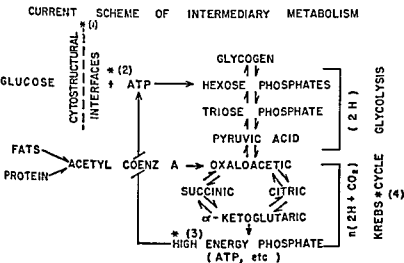 CURRENT SCHEME OF INTERMEDIARY METABOLISM
* (1)
CYTOSTRUCTURAL
INTERFACES
GLUCOSE
* (2)
+ ATP
GLYCOGEN
HEXOSE PHOSPHATES
TRIOSE PHOSPHATE
PYRUVIC ACID
(2H)
GLYCOLYSIS
FATS
PROTEIN
ACETYL COENZ A
OXALOACETIC
SUCCINIC
CITRIC
α-KETOGLUTARIC
n(2H + CO₂)
KREBS * CYCLE
(4)
* (3)
HIGH ENERGY PHOSPHATE
(ATP, etc)